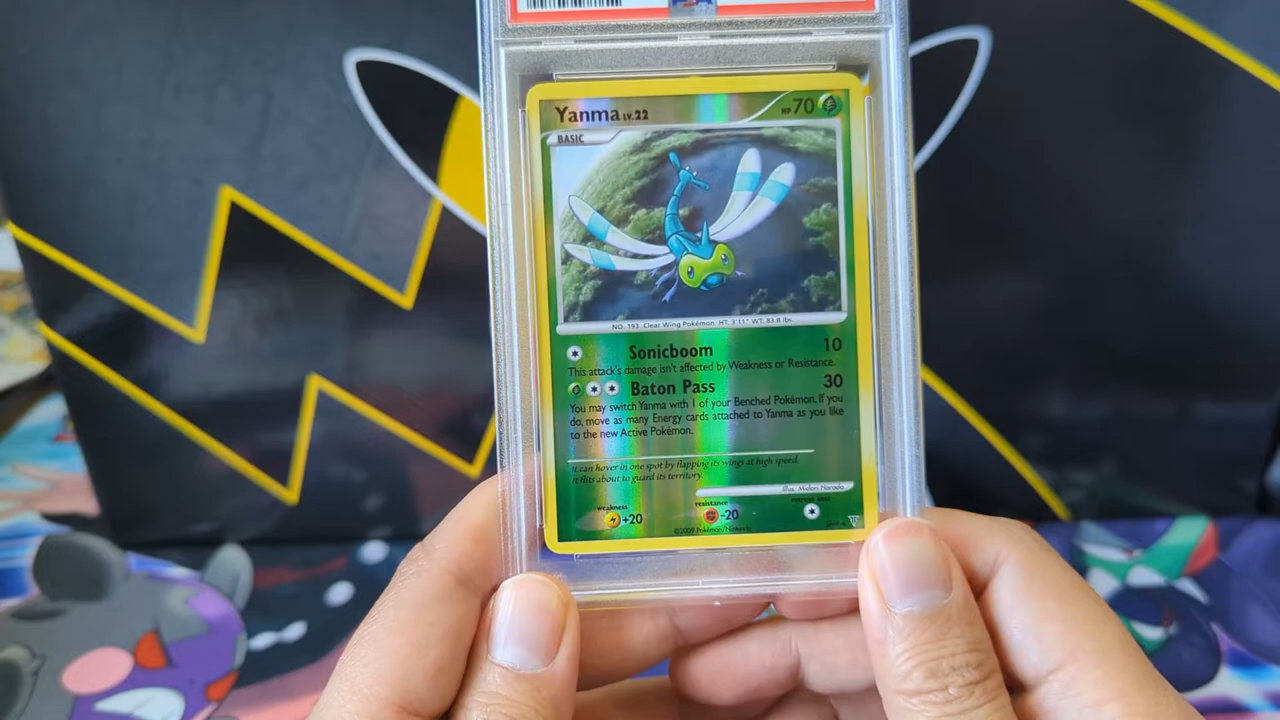 Yanma LV.22
HP 70
BASIC
NO. 193 Clear Wing Pokémon HT: 3'11" WT: 83.8 lbs.
Sonicboom 10
This attack's damage isn't affected by Weakness or Resistance.
Baton Pass 30
You may switch Yanma with 1 of your Benched Pokémon. If you
do, move as many Energy cards attached to Yanma as you like
to the new Active Pokémon.
It can hover in one spot by flapping its wings at high speed.
It flits about to guard its territory.
Illus. Midori Harada
weakness resistance retreat cost
+20 -20
©2009 Pokémon/Nintendo